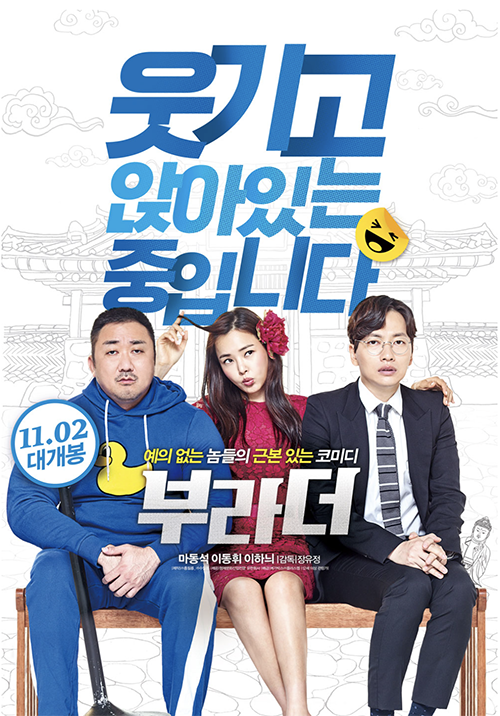 웃기고
앉아있는
중입니다
11.02
대개봉
예의 없는 놈들의 근본 있는 코미디
부라더
마동석 이동휘 이하늬 |감독|장유정